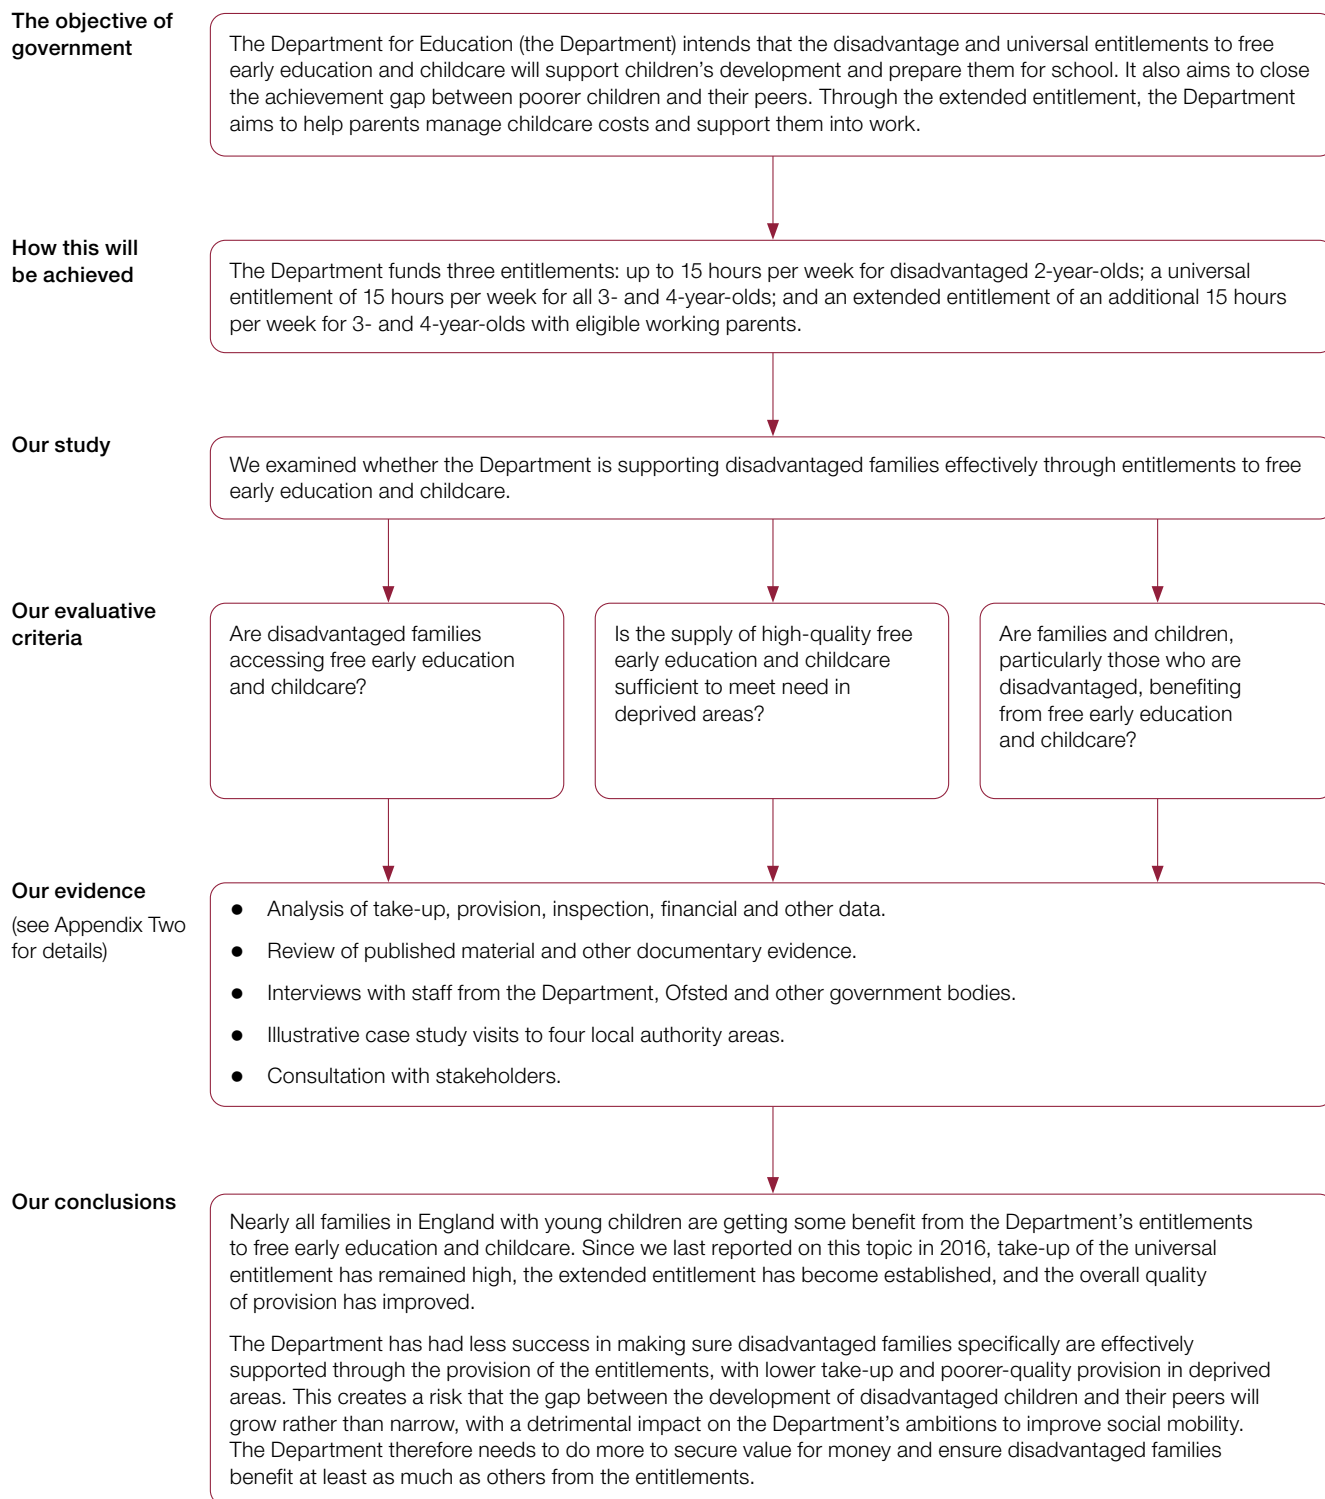 The objective of
government
The Department for Education (the Department) intends that the disadvantage and universal entitlements to free
early education and childcare will support children’s development and prepare them for school. It also aims to close
the achievement gap between poorer children and their peers. Through the extended entitlement, the Department
aims to help parents manage childcare costs and support them into work.
How this will
be achieved
The Department funds three entitlements: up to 15 hours per week for disadvantaged 2-year-olds; a universal
entitlement of 15 hours per week for all 3- and 4-year-olds; and an extended entitlement of an additional 15 hours
per week for 3- and 4-year-olds with eligible working parents.
Our study
We examined whether the Department is supporting disadvantaged families effectively through entitlements to free
early education and childcare.
Our evaluative
criteria
Are disadvantaged families
accessing free early education
and childcare?
Is the supply of high-quality free
early education and childcare
sufficient to meet need in
deprived areas?
Are families and children,
particularly those who are
disadvantaged, benefiting
from free early education
and childcare?
Our evidence
(see Appendix Two
for details)
● Analysis of take-up, provision, inspection, financial and other data.
● Review of published material and other documentary evidence.
● Interviews with staff from the Department, Ofsted and other government bodies.
● Illustrative case study visits to four local authority areas.
● Consultation with stakeholders.
Our conclusions
Nearly all families in England with young children are getting some benefit from the Department’s entitlements
to free early education and childcare. Since we last reported on this topic in 2016, take-up of the universal
entitlement has remained high, the extended entitlement has become established, and the overall quality
of provision has improved.
The Department has had less success in making sure disadvantaged families specifically are effectively
supported through the provision of the entitlements, with lower take-up and poorer-quality provision in deprived
areas. This creates a risk that the gap between the development of disadvantaged children and their peers will
grow rather than narrow, with a detrimental impact on the Department’s ambitions to improve social mobility.
The Department therefore needs to do more to secure value for money and ensure disadvantaged families
benefit at least as much as others from the entitlements.